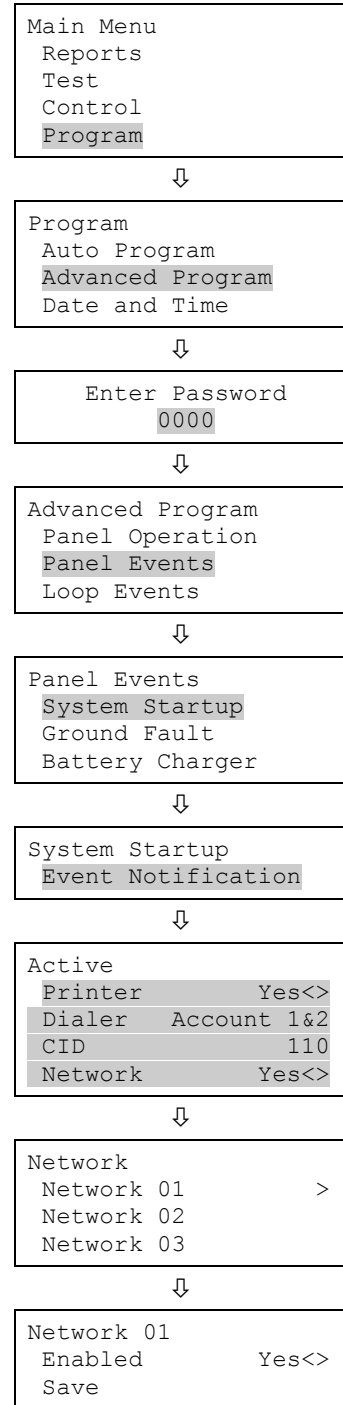 Main Menu
Reports
Test
Control
Program
⇩
Program
Auto Program
Advanced Program
Date and Time
⇩
Enter Password
0000
⇩
Advanced Program
Panel Operation
Panel Events
Loop Events
⇩
Panel Events
System Startup
Ground Fault
Battery Charger
⇩
System Startup
Event Notification
⇩
Active
Printer Yes<>
Dialer Account 1&2
CID 110
Network Yes<>
⇩
Network
Network 01 >
Network 02
Network 03
⇩
Network 01
Enabled Yes<>
Save